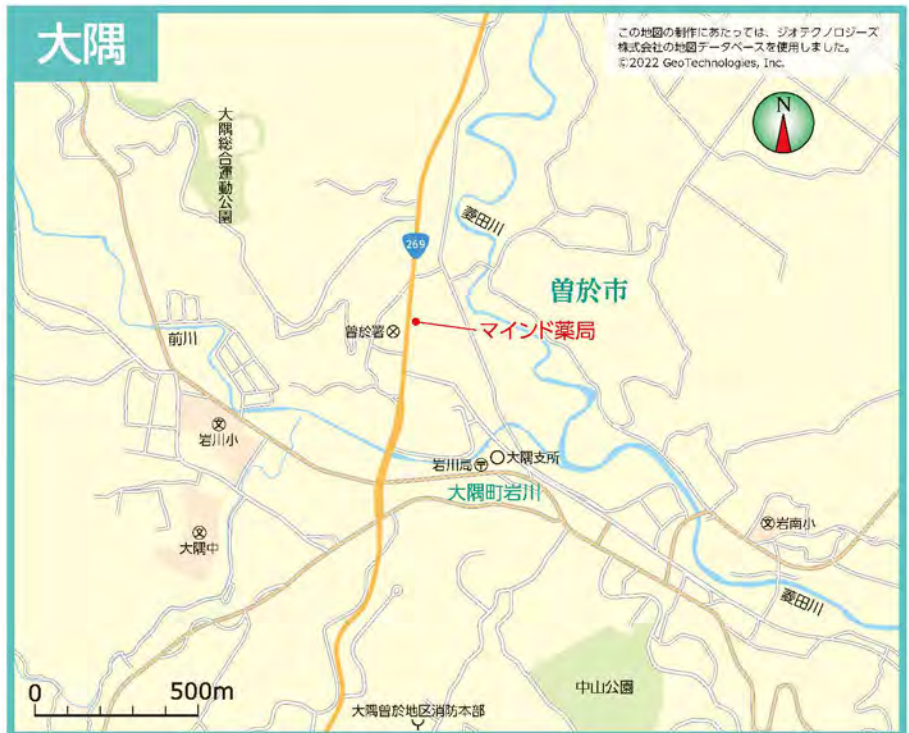 大隅
この地図の制作にあたっては、ジオテクノロジーズ
株式会社の地図データベースを使用しました。
©2022 GeoTechnologies, Inc.
N
大隅総合運動公園
菱田川
269
曽於市
曽於署
マインド薬局
前川
岩川小
岩川局
大隅支所
大隅町岩川
大隅中
岩南小
菱田川
中山公園
0 500m
大隅曽於地区消防本部